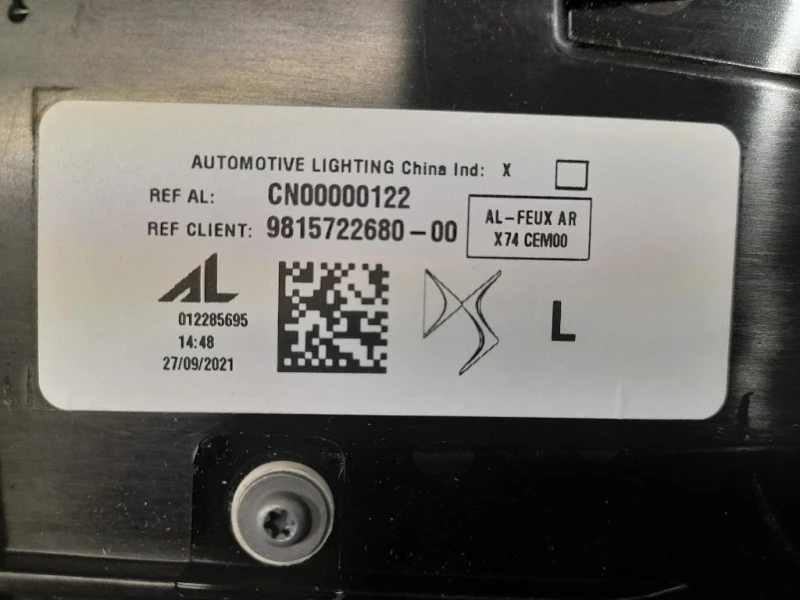 AUTOMOTIVE LIGHTING China Ind: X
REF AL: CN00000122
REF CLIENT: 9815722680-00
AL-FEUX AR
X74 CEM00
AL
012285695
14:48
27/09/2021
DS
L